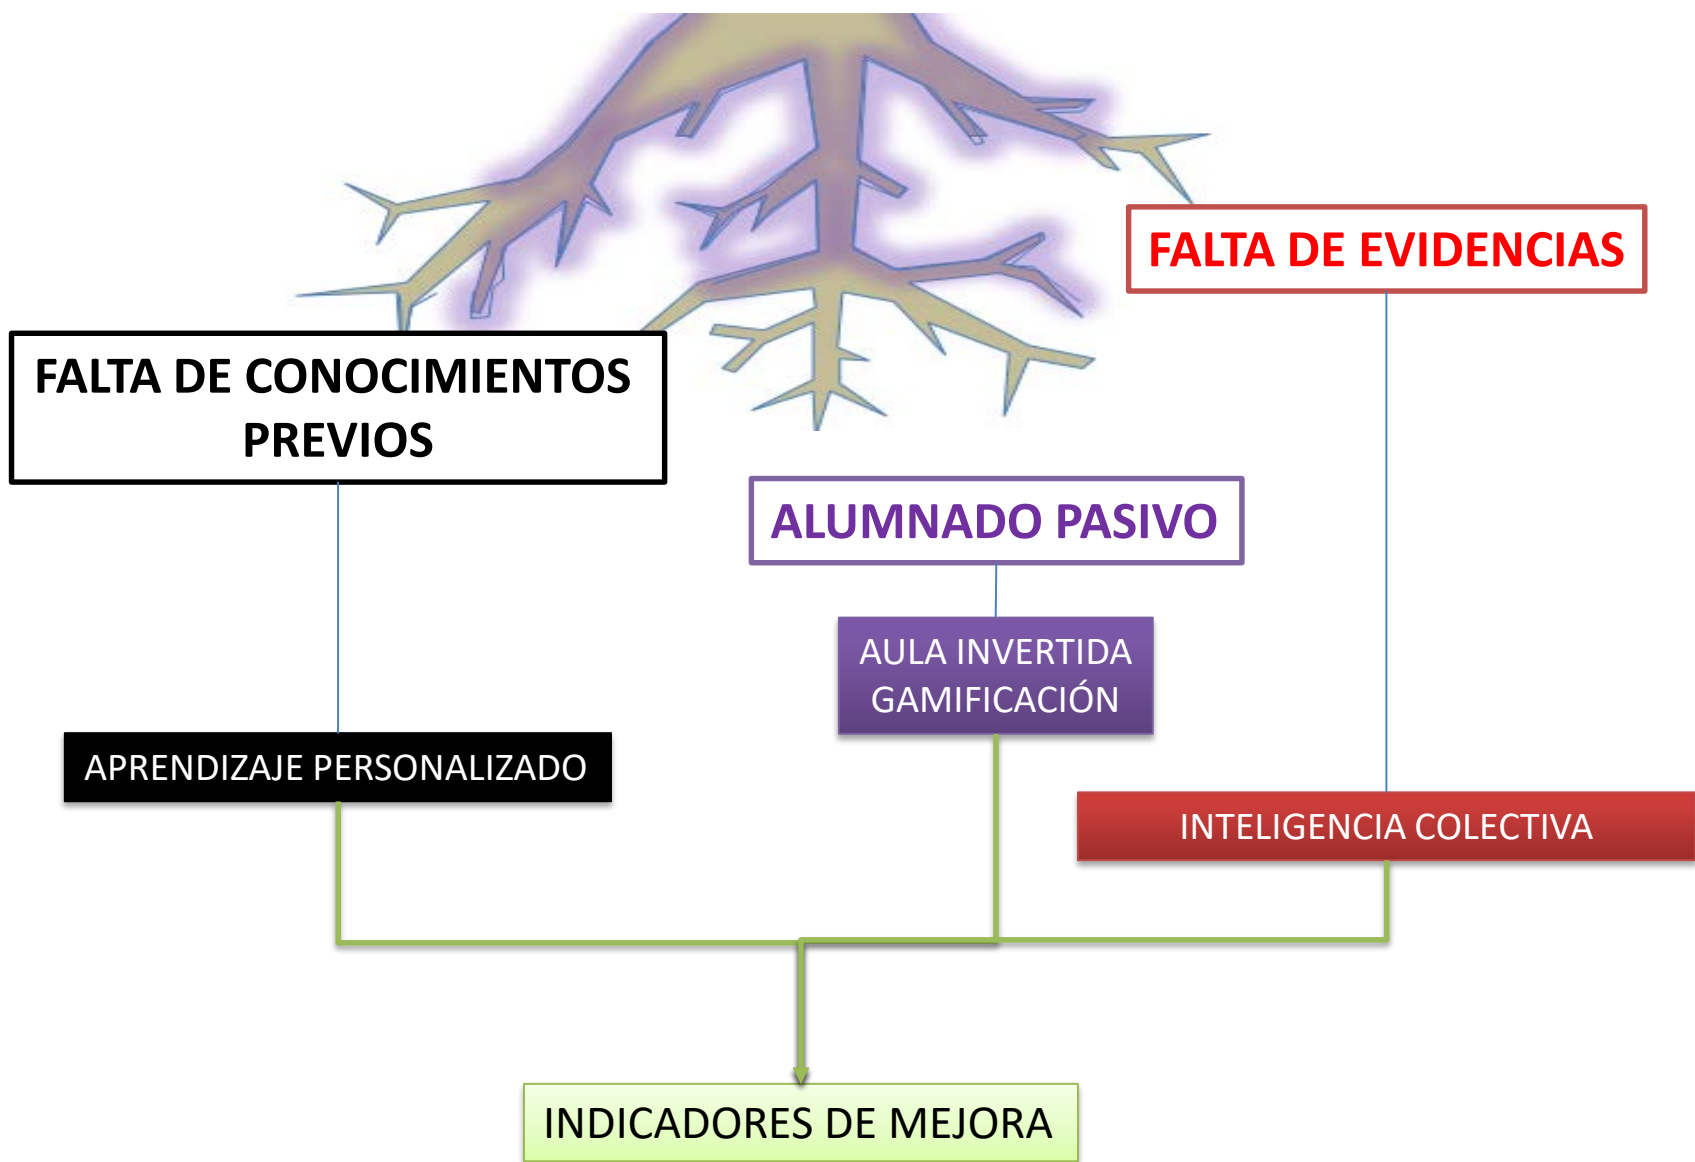 FALTA DE EVIDENCIAS
FALTA DE CONOCIMIENTOS
PREVIOS
ALUMNADO PASIVO
AULA INVERTIDA
GAMIFICACIÓN
APRENDIZAJE PERSONALIZADO
INTELIGENCIA COLECTIVA
INDICADORES DE MEJORA